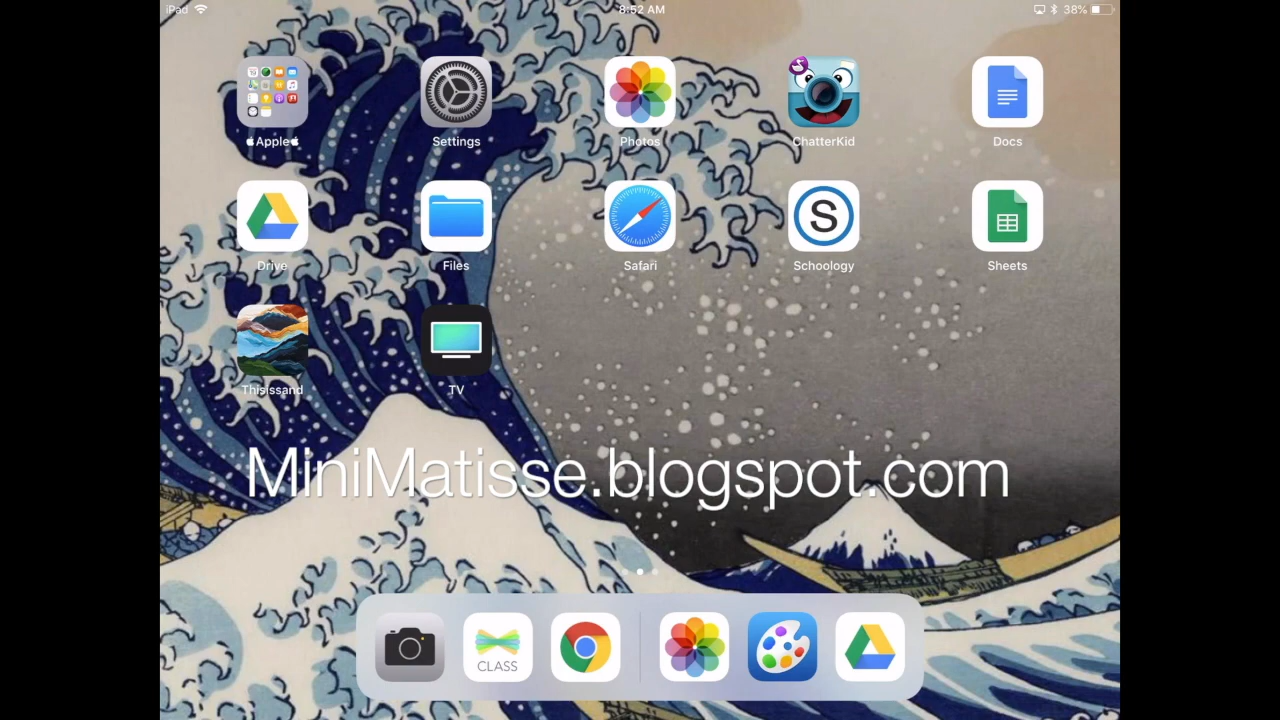 iPad 8:52 AM 38%
Apple Settings Photos ChatterKid Docs
Drive Files Safari S Schoology Sheets
Thisissand TV
MiniMatisse.blogspot.com
CLASS